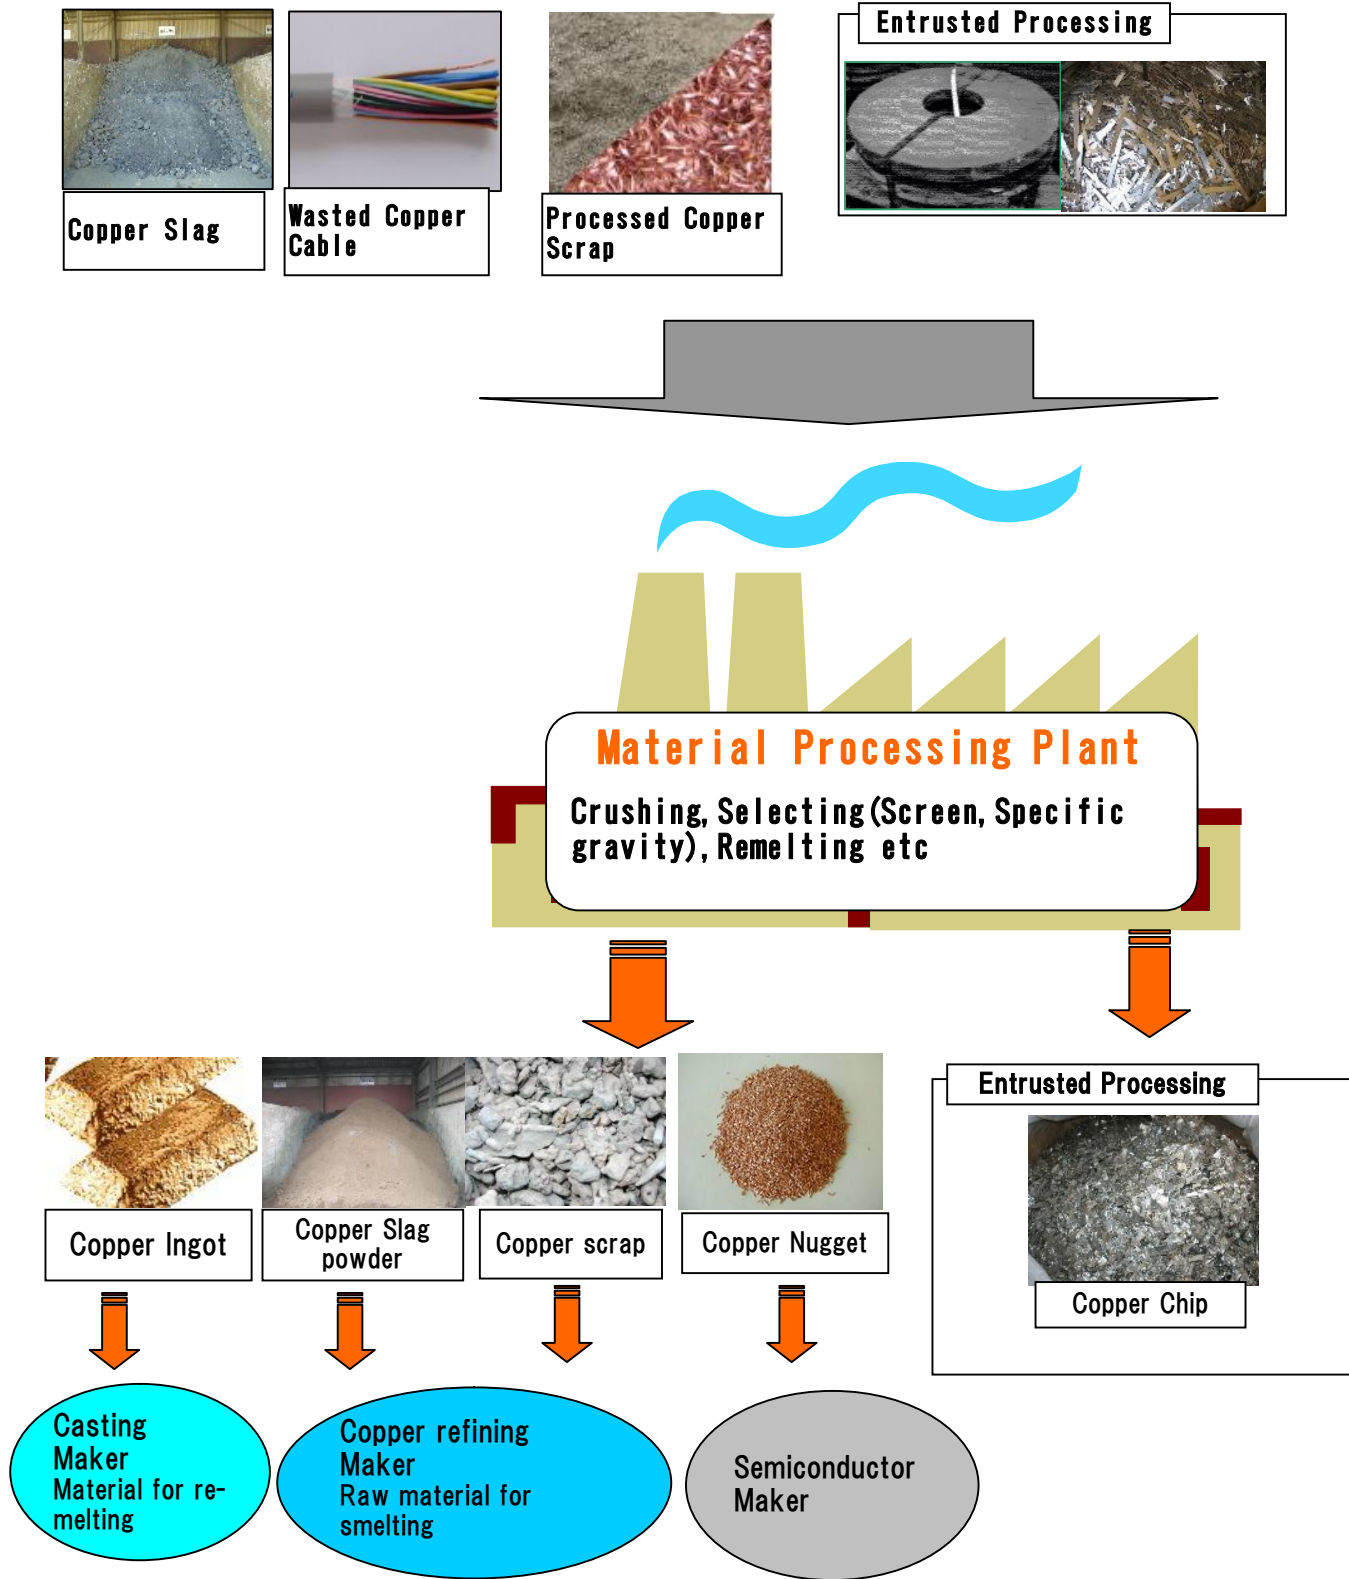 Entrusted Processing
Copper Slag
Wasted Copper
Cable
Processed Copper
Scrap
Material Processing Plant
Crushing, Selecting(Screen, Specific
gravity), Remelting etc
Copper Ingot
Copper Slag
powder
Copper scrap
Copper Nugget
Entrusted Processing
Copper Chip
Casting
Maker
Material for re-
melting
Copper refining
Maker
Raw material for
smelting
Semiconductor
Maker